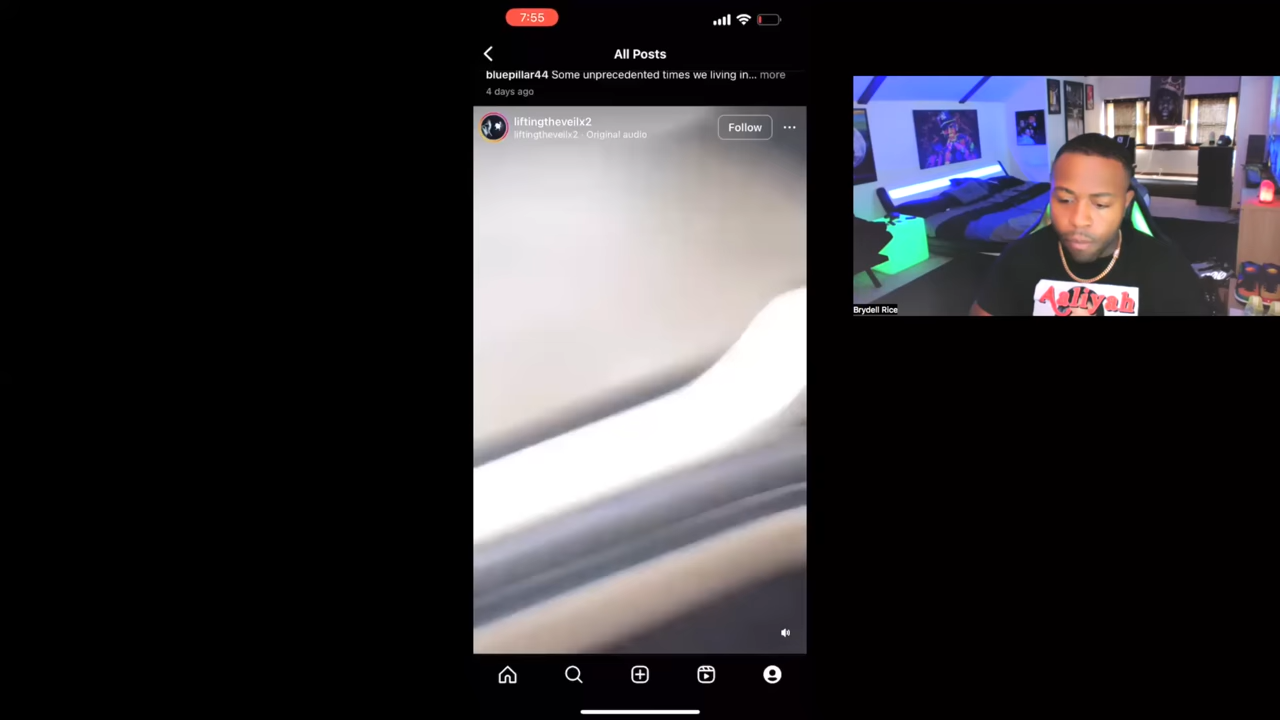 7:55
All Posts
bluepillar44 Some unprecedented times we living in... more
4 days ago
liftingtheveilx2
liftingtheveilx2 · Original audio
Follow
Aaliyah
Brydell Rice